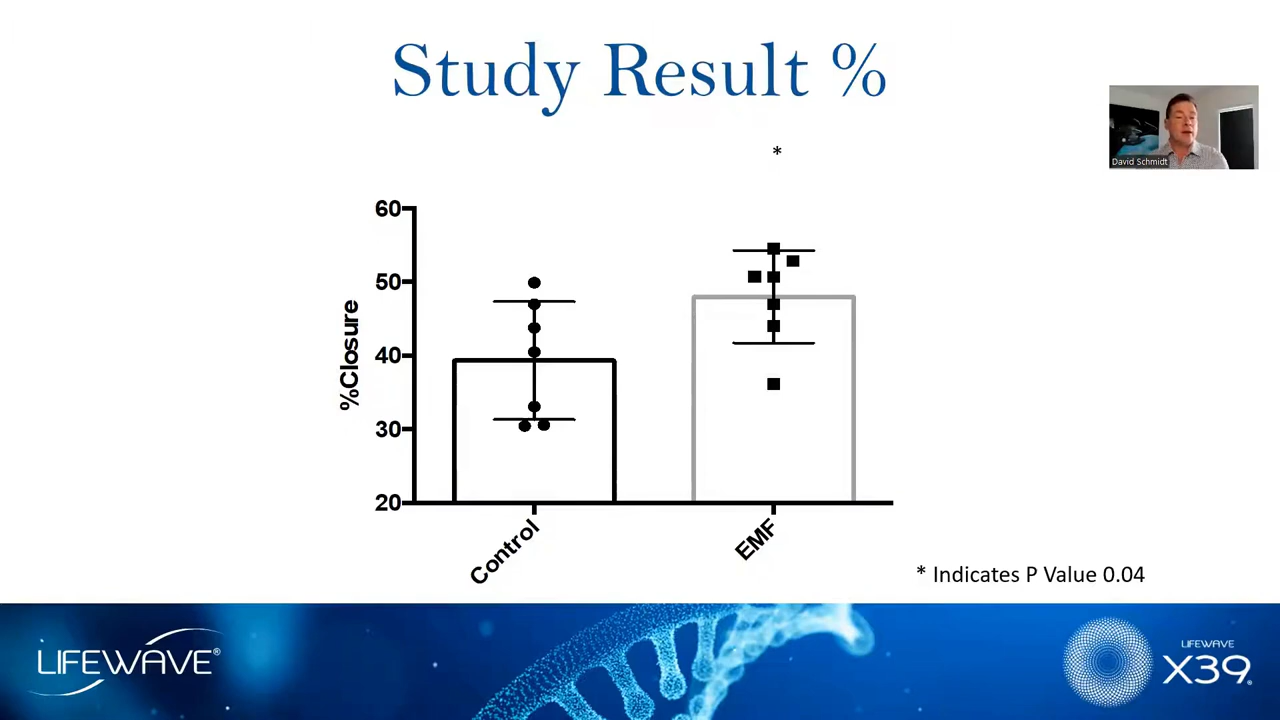 Study Result %
*
David Schmidt
60
50
40
30
20
%Closure
Control
EMF
* Indicates P Value 0.04
LIFEWAVE®
LIFEWAVE
X39®